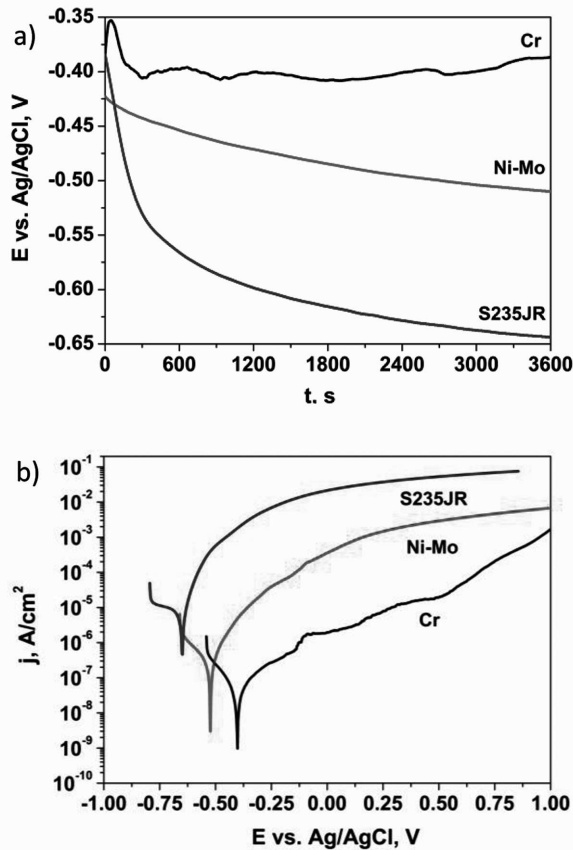 a)
-0.35
-0.40
-0.45
-0.50
-0.55
-0.60
-0.65
E vs. Ag/AgCl, V
Cr
Ni-Mo
S235JR
0 600 1200 1800 2400 3000 3600
t. s
b)
10-1
10-2
10-3
10-4
10-5
10-6
10-7
10-8
10-9
10-10
j, A/cm2
S235JR
Ni-Mo
Cr
-1.00 -0.75 -0.50 -0.25 0.00 0.25 0.50 0.75 1.00
E vs. Ag/AgCl, V